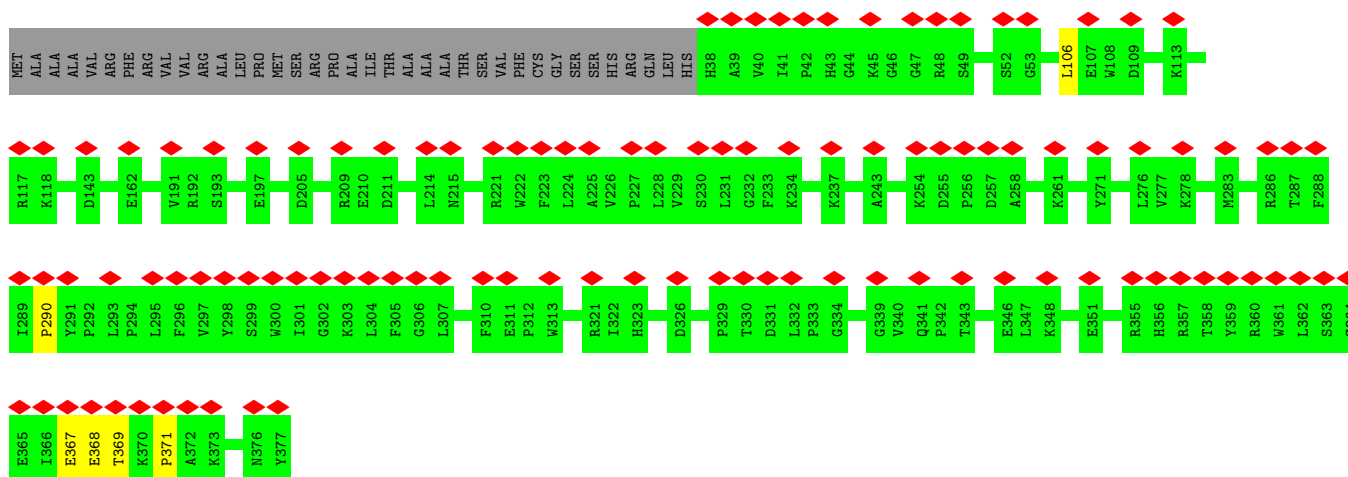 MET ALA ALA ALA VAL ARG PHE ARG VAL VAL ARG ALA LEU PRO MET SER ARG PRO ALA ILE THR ALA ALA ALA THR SER VAL PHE CYS GLY SER SER HIS ARG GLN LEU HIS H38 A39 V40 I41 P42 H43 G44 K45 G46 G47 R48 S49 S52 G53 L106 E107 W108 D109 K113
R117 K118 D143 E162 V191 R192 S193 E197 D205 R209 E210 D211 L214 N215 R221 W222 F223 L224 A225 V226 P227 L228 V229 S230 L231 G232 F233 K234 K237 A243 K254 D255 P256 D257 A258 K261 Y271 L276 V277 K278 M283 R286 T287 F288
I289 P290 Y291 P292 L293 P294 L295 F296 V297 Y298 S299 W300 I301 G302 K303 L304 F305 G306 L307 F310 E311 P312 W313 R321 I322 H323 D326 P329 T330 D331 L332 P333 G334 G339 V340 Q341 P342 T343 E346 L347 K348 E351 R355 H356 R357 T358 Y359 R360 W361 L362 S363
E365 I366 E367 E368 T369 K370 P371 A372 K373 N376 Y377